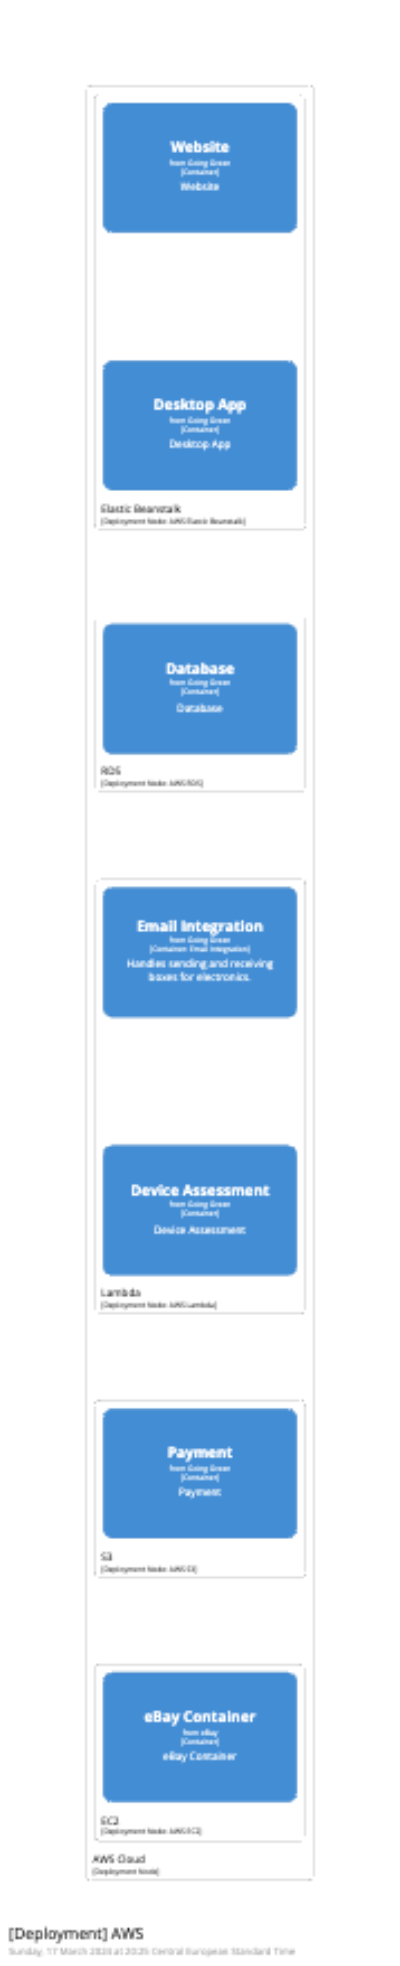 Website
from Going Green
[Container]
Website
Desktop App
from Going Green
[Container]
Desktop App
Elastic Beanstalk
[Deployment Node: AWS Elastic Beanstalk]
Database
from Going Green
[Container]
Database
RDS
[Deployment Node: AWS RDS]
Email Integration
from Going Green
[Container: Email Integration]
Handles sending and receiving
boxes for electronics.
Device Assessment
from Going Green
[Container]
Device Assessment
Lambda
[Deployment Node: AWS Lambda]
Payment
from Going Green
[Container]
Payment
S3
[Deployment Node: AWS S3]
eBay Container
from eBay
[Container]
eBay Container
EC2
[Deployment Node: AWS EC2]
AWS Cloud
[Deployment Node]
[Deployment] AWS
Sunday, 17 March at Central European Standard Time